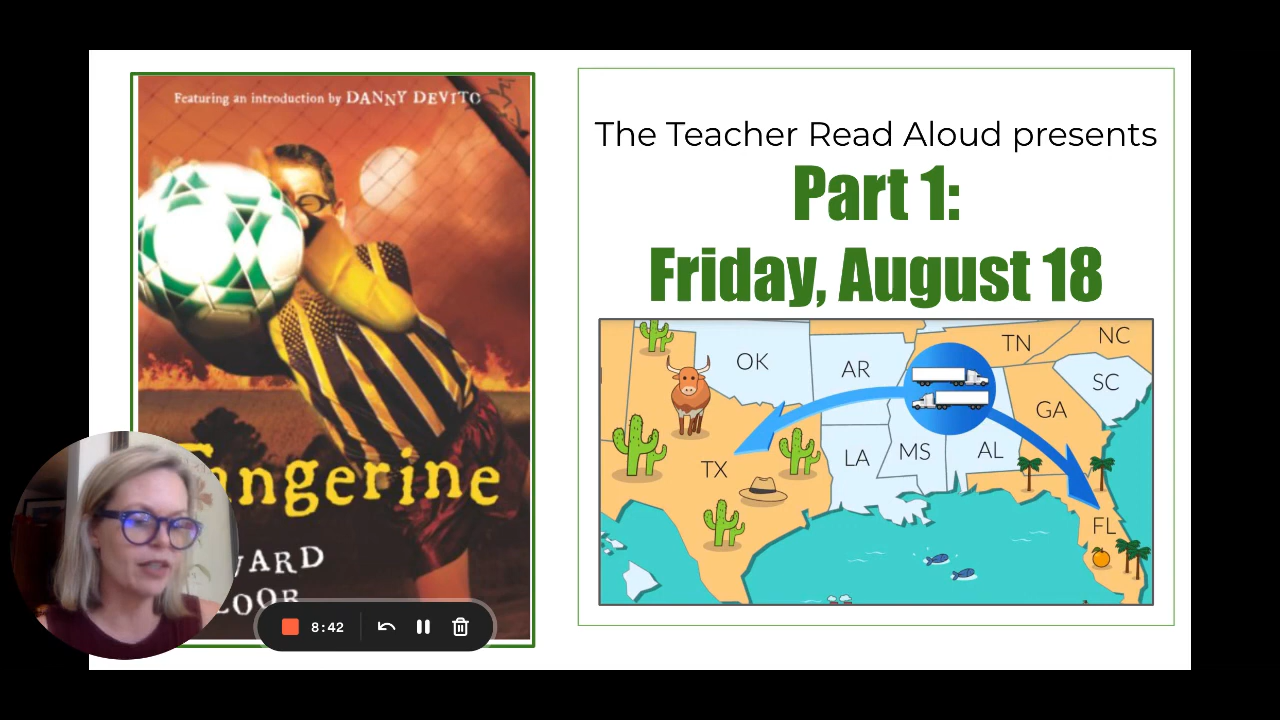 Featuring an introduction by DANNY DEVITO
Tangerine
The Teacher Read Aloud presents
Part 1:
Friday, August 18
OK
AR
TN
NC
SC
GA
TX
LA
MS
AL
FL
8:42